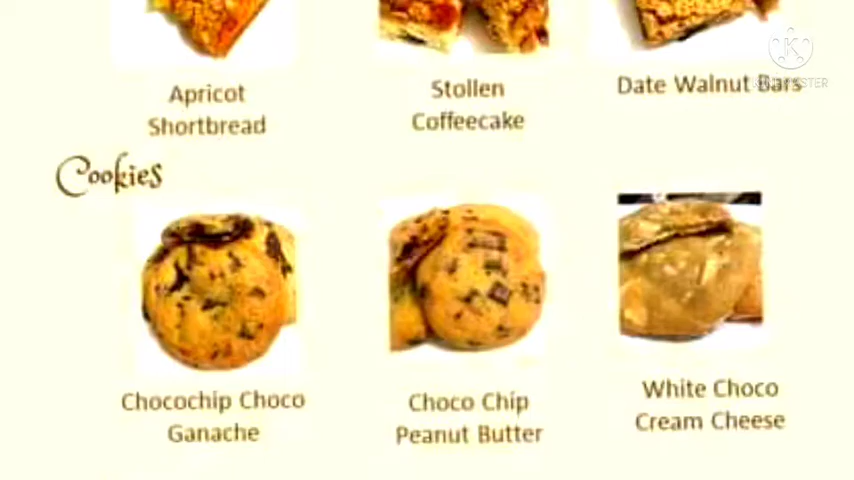 Apricot
Shortbread
Stollen
Coffeecake
Date Walnut Bars
Cookies
Chocochip Choco
Ganache
Choco Chip
Peanut Butter
White Choco
Cream Cheese